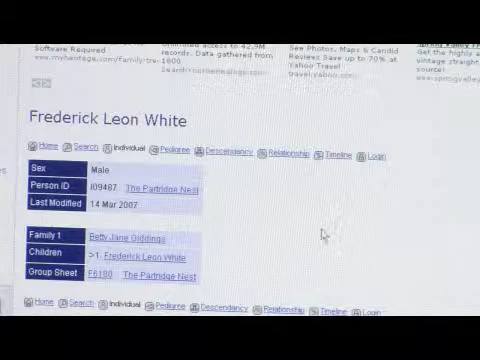 Software Required
www.myheritage.com/family-tre
Unlimited access to 42.9M
records. Data gathered from
1800
See Photos, Maps & Candid
Reviews Save up to 70% at
Yahoo Travel
travel.yahoo.com
Get the highly a
vintage straight
source!
www.springvalley
Frederick Leon White
Home Search Individual Pedigree Descendancy Relationship Timeline Login
Sex Male
Person ID I09487 The Partridge Nest
Last Modified 14 Mar 2007
Family 1 Betty Jane Giddings
Children >1. Frederick Leon White
Group Sheet F6180 The Partridge Nest
Home Search Individual Pedigree Descendancy Relationship Timeline Login